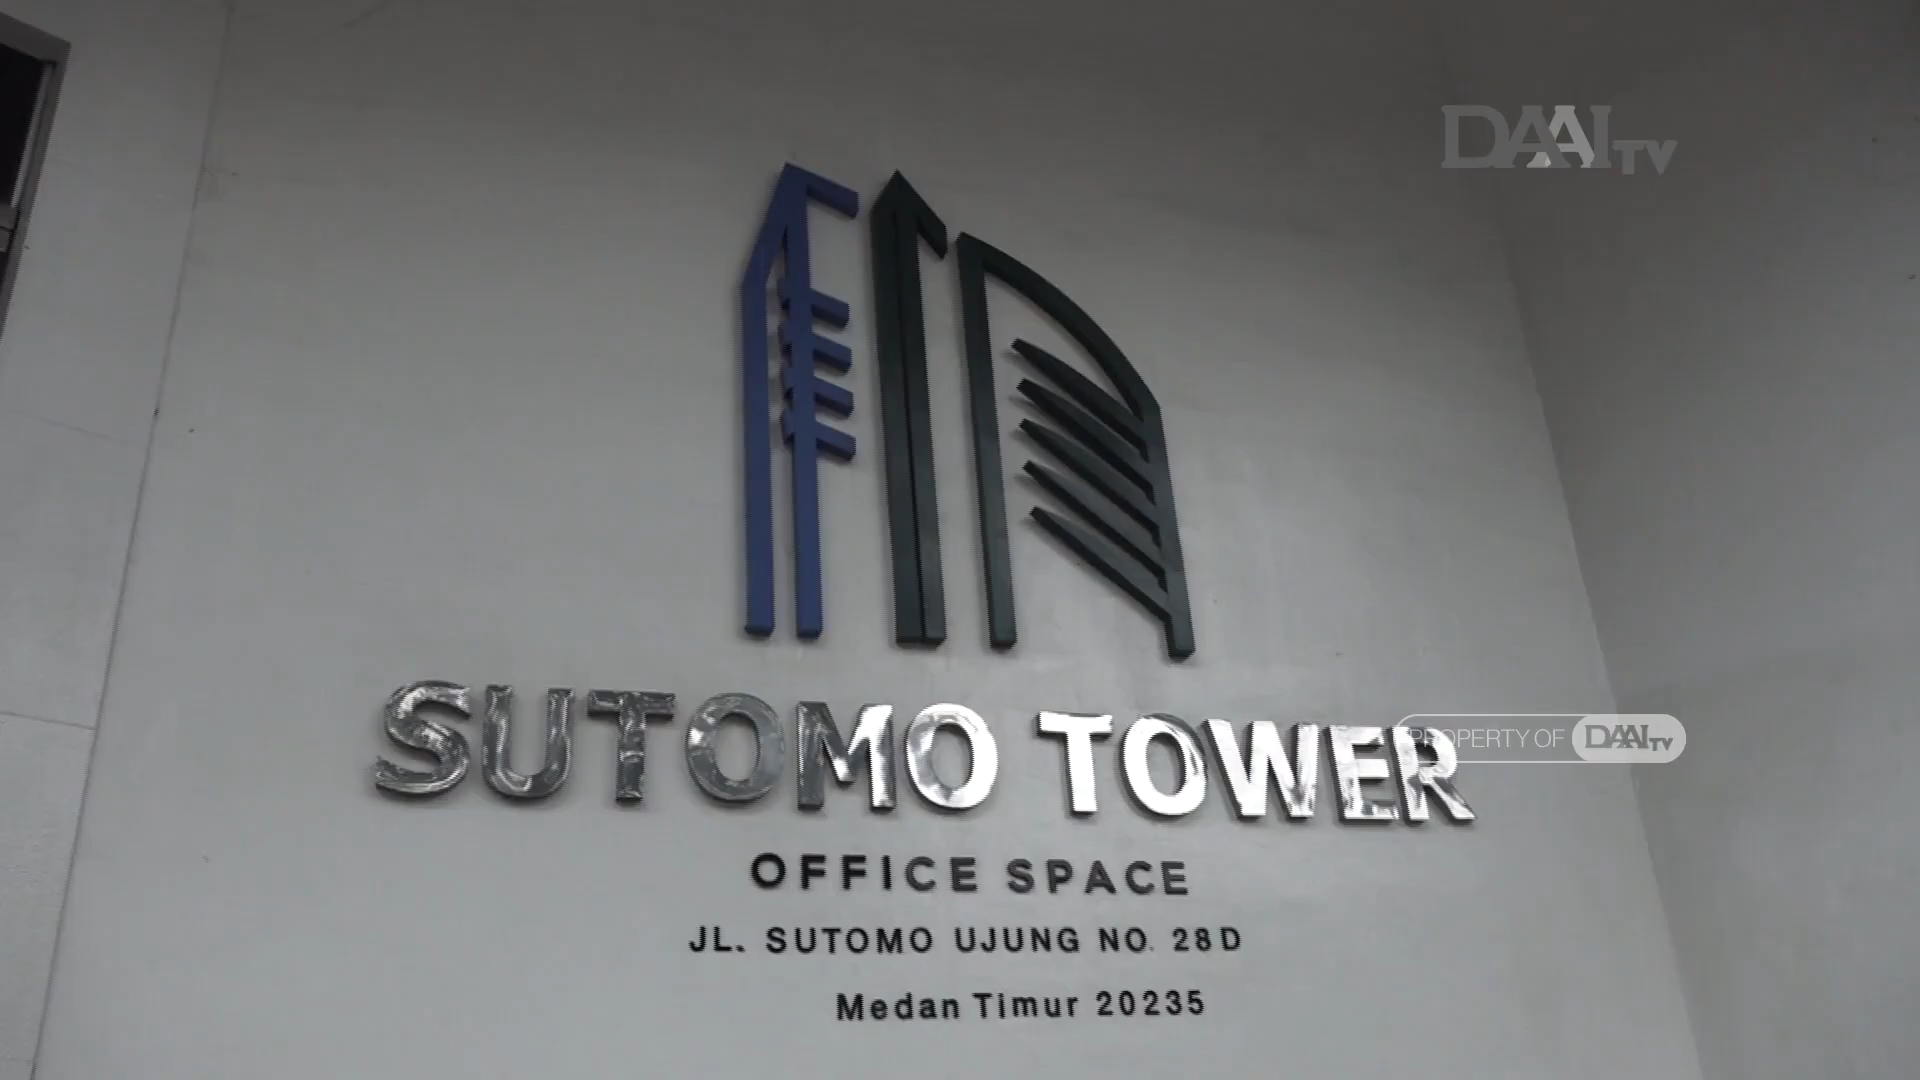 DAAI TV
SUTOMO TOWER
PROPERTY OF DAAI TV
OFFICE SPACE
JL. SUTOMO UJUNG NO. 28D
Medan Timur 20235